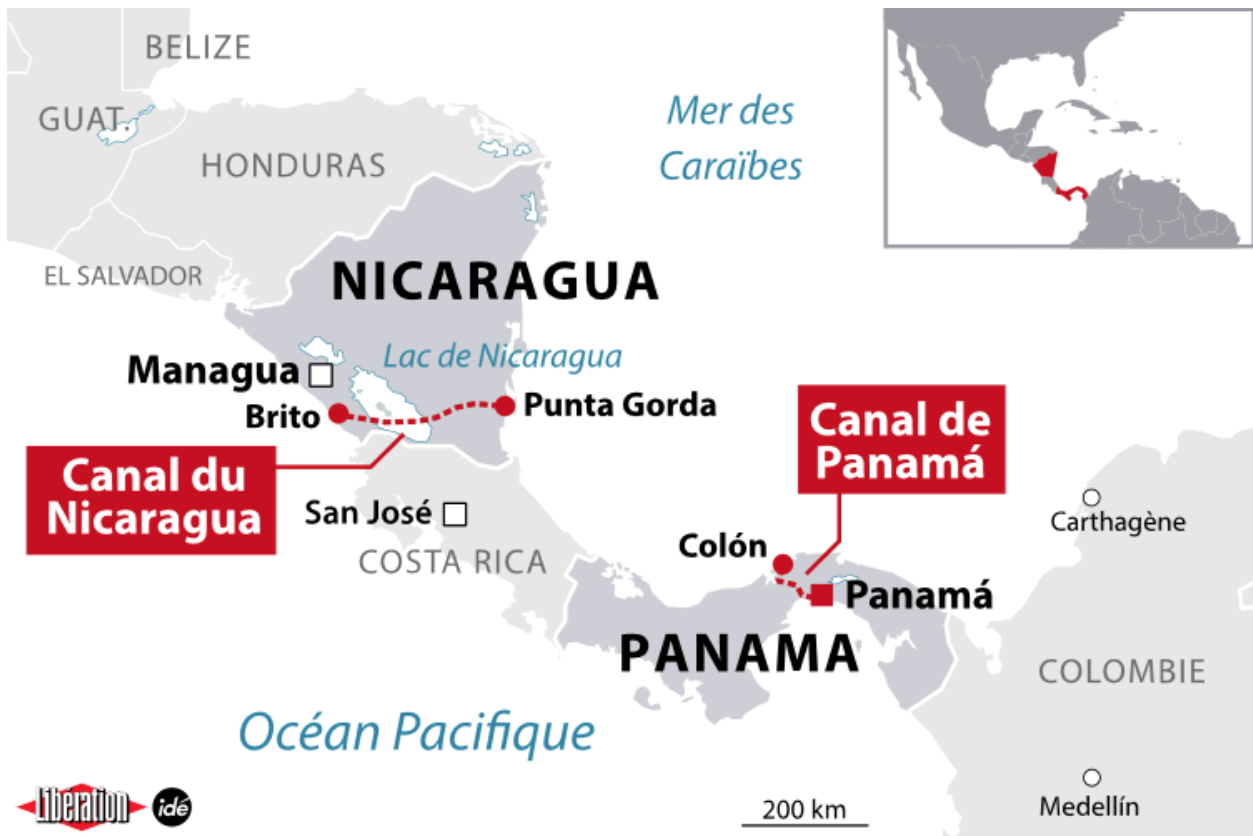 BELIZE
GUAT.
HONDURAS
Mer des
Caraïbes
EL SALVADOR
NICARAGUA
Lac de Nicaragua
Managua
Brito
Punta Gorda
Canal du
Nicaragua
Canal de
Panamá
San José
COSTA RICA
Colón
Panamá
PANAMA
Carthagène
COLOMBIE
Océan Pacifique
Medellín
200 km
Libération
idé